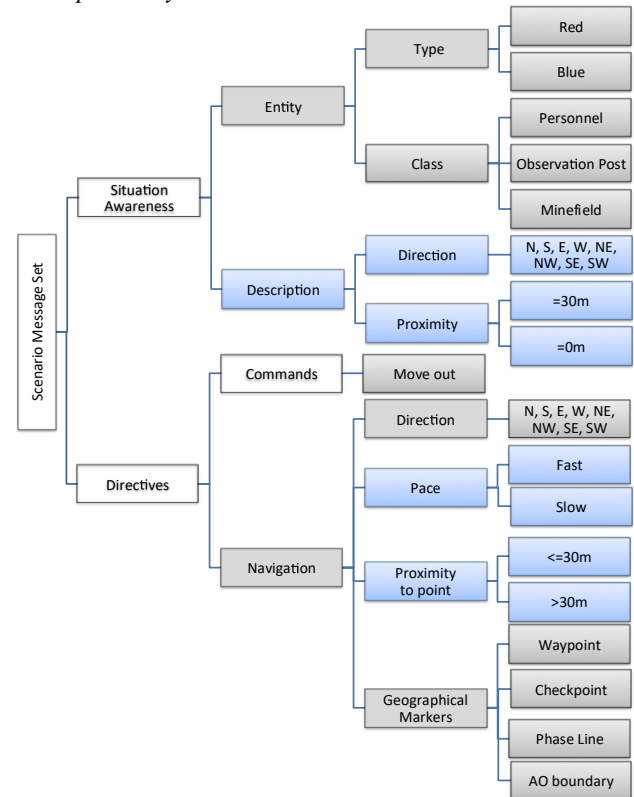 Red
Type
Blue
Entity
Personnel
Class
Observation Post
Minefield
Situation
Awareness
Direction
N, S, E, W, NE,
NW, SE, SW
Description
=30m
Proximity
=0m
Scenario Message Set
Commands
Move out
Direction
N, S, E, W, NE,
NW, SE, SW
Directives
Fast
Pace
Slow
Navigation
<=30m
Proximity
to point
>30m
Waypoint
Checkpoint
Geographical
Markers
Phase Line
AO boundary